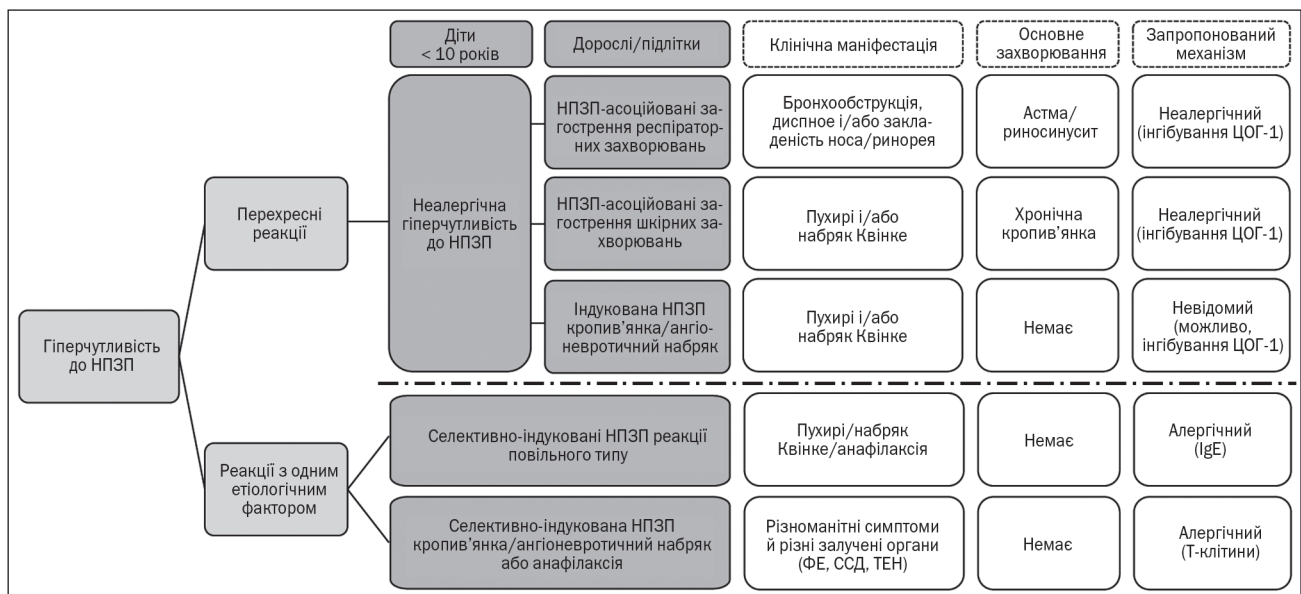 Діти
< 10 років
Дорослі/підлітки
Клінічна маніфестація
Основне
захворювання
Запропонований
механізм
НПЗП-асоційовані за-
гострення респіратор-
них захворювань
Бронхообструкція,
диспное і/або закла-
деність носа/ринорея
Астма/
риносинусит
Неалергічний
(інгібування ЦОГ-1)
Перехресні
реакції
Неалергічна
гіперчутливість
до НПЗП
НПЗП-асоційовані за-
гострення шкірних за-
хворювань
Пухирі і/або
набряк Квінке
Хронічна
кропив'янка
Неалергічний
(інгібування ЦОГ-1)
Індукована НПЗП
кропив'янка/ангіо-
невротичний набряк
Пухирі і/або
набряк Квінке
Немає
Невідомий
(можливо,
інгібування ЦОГ-1)
Гіперчутливість
до НПЗП
Реакції з одним
етіологічним
фактором
Селективно-індуковані НПЗП реакції
повільного типу
Пухирі/набряк
Квінке/анафілаксія
Немає
Алергічний
(IgE)
Селективно-індукована НПЗП
кропив'янка/ангіоневротичний набряк
або анафілаксія
Різноманітні симптоми
й різні залучені органи
(ФЕ, ССД, ТЕН)
Немає
Алергічний
(Т-клітини)